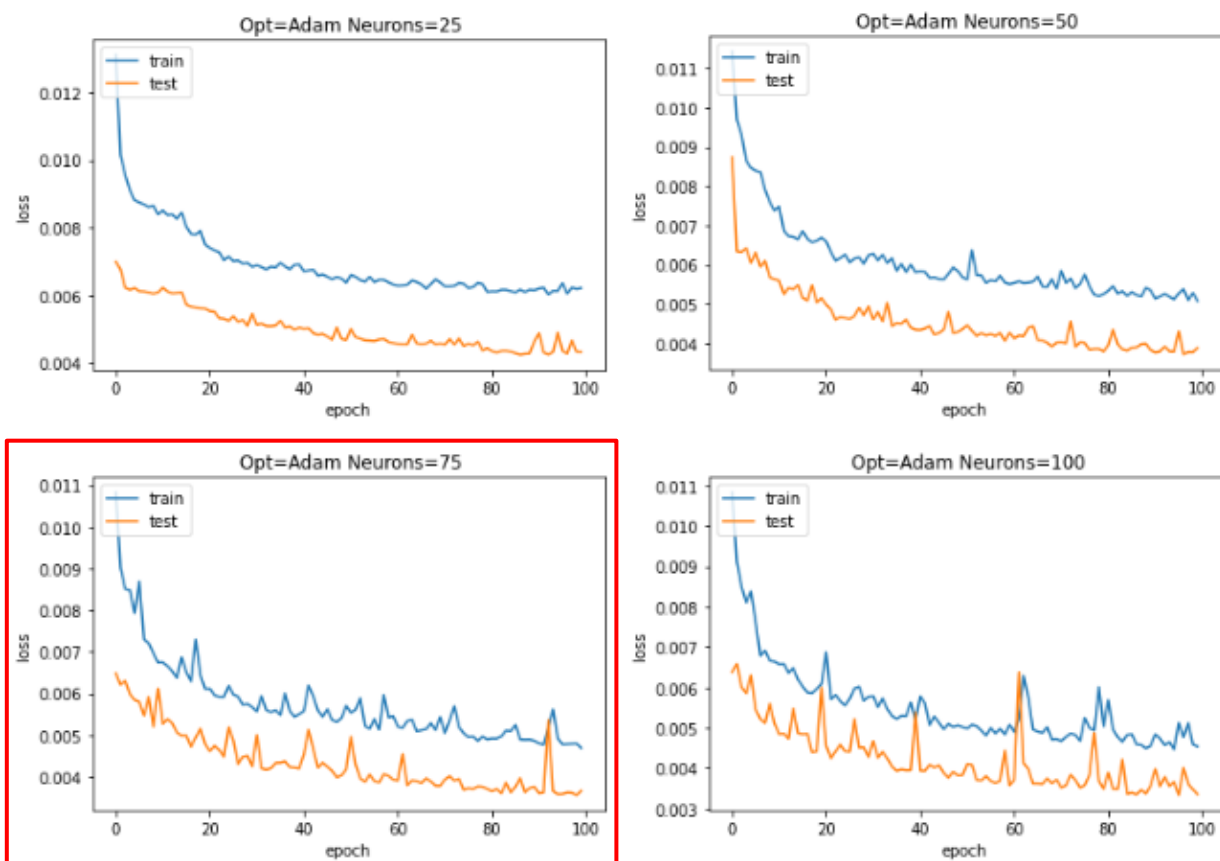 Opt=Adam Neurons=25
train
test
0.012
0.010
0.008
0.006
0.004
loss
0 20 40 60 80 100
epoch
Opt=Adam Neurons=50
train
test
0.011
0.010
0.009
0.008
0.007
0.006
0.005
0.004
loss
0 20 40 60 80 100
epoch
Opt=Adam Neurons=75
train
test
0.011
0.010
0.009
0.008
0.007
0.006
0.005
0.004
loss
0 20 40 60 80 100
epoch
Opt=Adam Neurons=100
train
test
0.011
0.010
0.009
0.008
0.007
0.006
0.005
0.004
0.003
loss
0 20 40 60 80 100
epoch